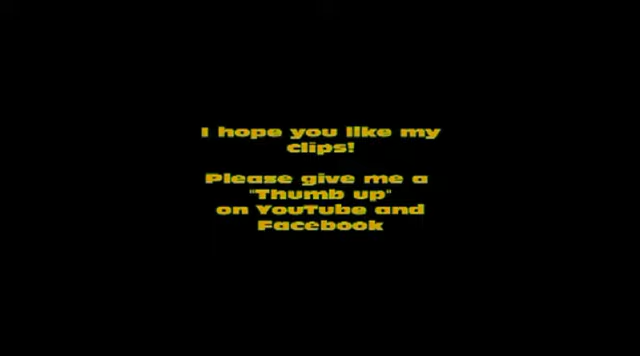 I hope you like my
clips!
Please give me a
"Thumb up"
on YouTube and
Facebook